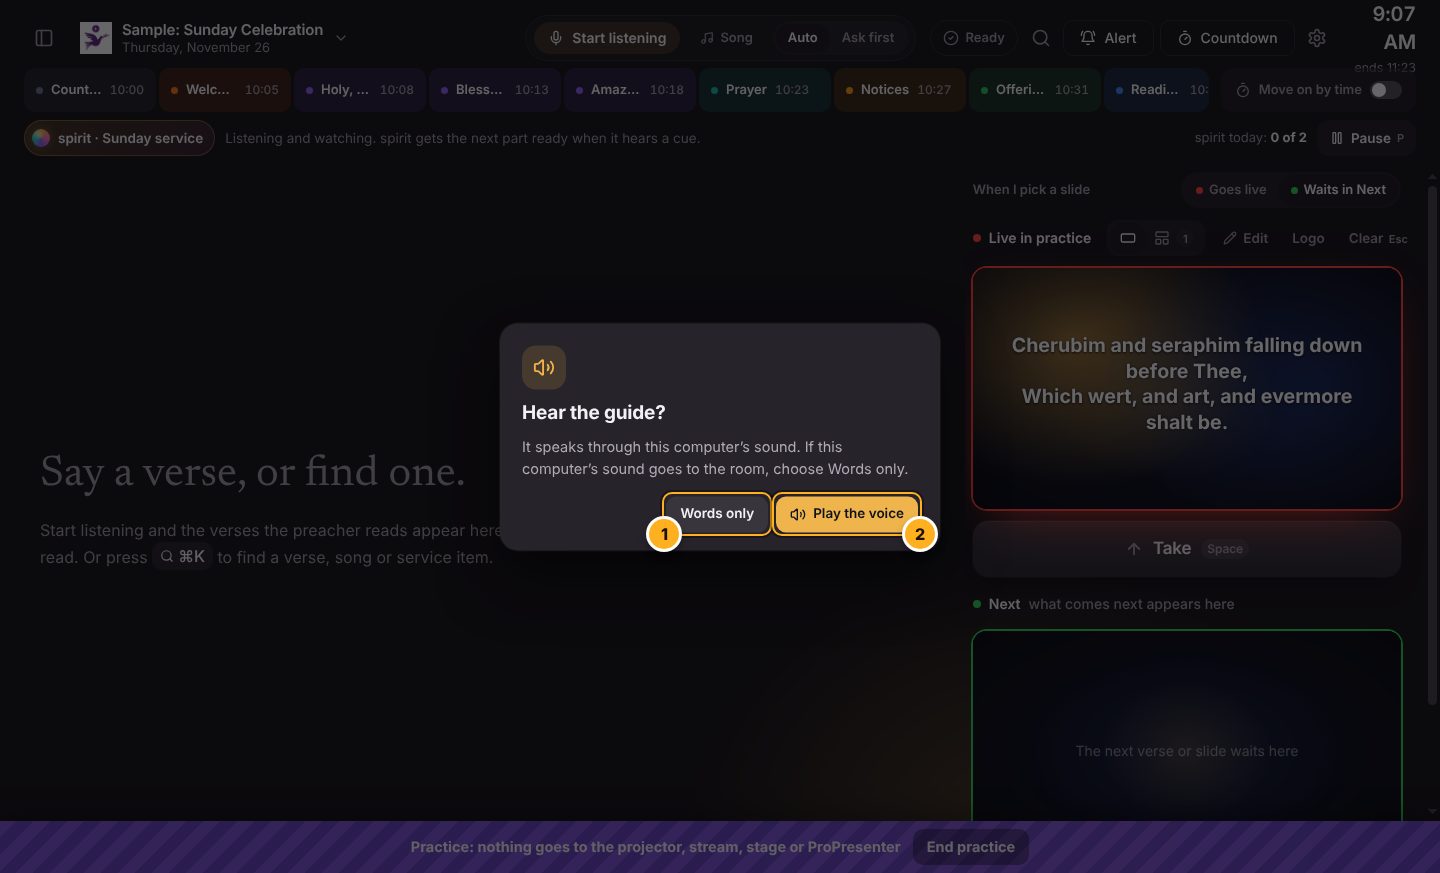 Sample: Sunday Celebration
Thursday, November 26
Start listening
Song
Auto
Ask first
Ready
Alert
Countdown
9:07
AM
ends 11:23
Count... 10:00
Welc... 10:05
Holy, ... 10:08
Bless... 10:13
Amaz... 10:18
Prayer 10:23
Notices 10:27
Offeri... 10:31
Readi... 10:
Move on by time
spirit · Sunday service
Listening and watching. spirit gets the next part ready when it hears a cue.
spirit today: 0 of 2
Pause P
When I pick a slide
Goes live
Waits in Next
Live in practice
1
Edit
Logo
Clear Esc
Cherubim and seraphim falling down
before Thee,
Which wert, and art, and evermore
shalt be.
Hear the guide?
It speaks through this computer’s sound. If this
computer’s sound goes to the room, choose Words only.
Words only
Play the voice
1
2
Say a verse, or find one.
Start listening and the verses the preacher reads appear here
read. Or press ⌘K to find a verse, song or service item.
Take Space
Next what comes next appears here
The next verse or slide waits here
Practice: nothing goes to the projector, stream, stage or ProPresenter
End practice